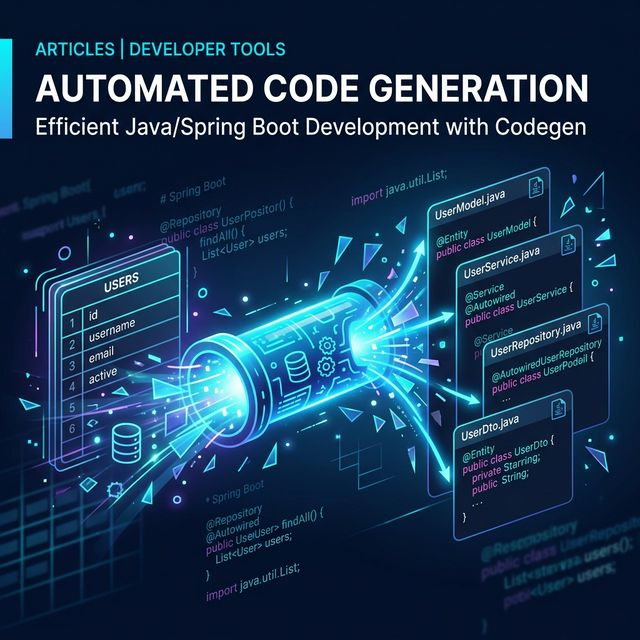 ARTICLES | DEVELOPER TOOLS
AUTOMATED CODE GENERATION
Efficient Java/Spring Boot Development with Codegen
# Spring Boot
@Repository
public class UserPositor() {
findAll() {
List<User> users;
}
import java.util.List;
USERS
1 id
2 username
3 email
4 active
5
6
UserModel.java
@Entity
public class UserModel {
UserService.java
@Service
@Autowired
public class UserService {
@Service
UserRepository.java
@AutowiredUserRepository
public class UserPodoil {
...
UserDto.java
@Entity
public class UserDto {
private Starring;
public String;
...
}
* Spring Boot
@Repository
@Autowired
findAll() {
List<User> users;
}
import java.util.List;